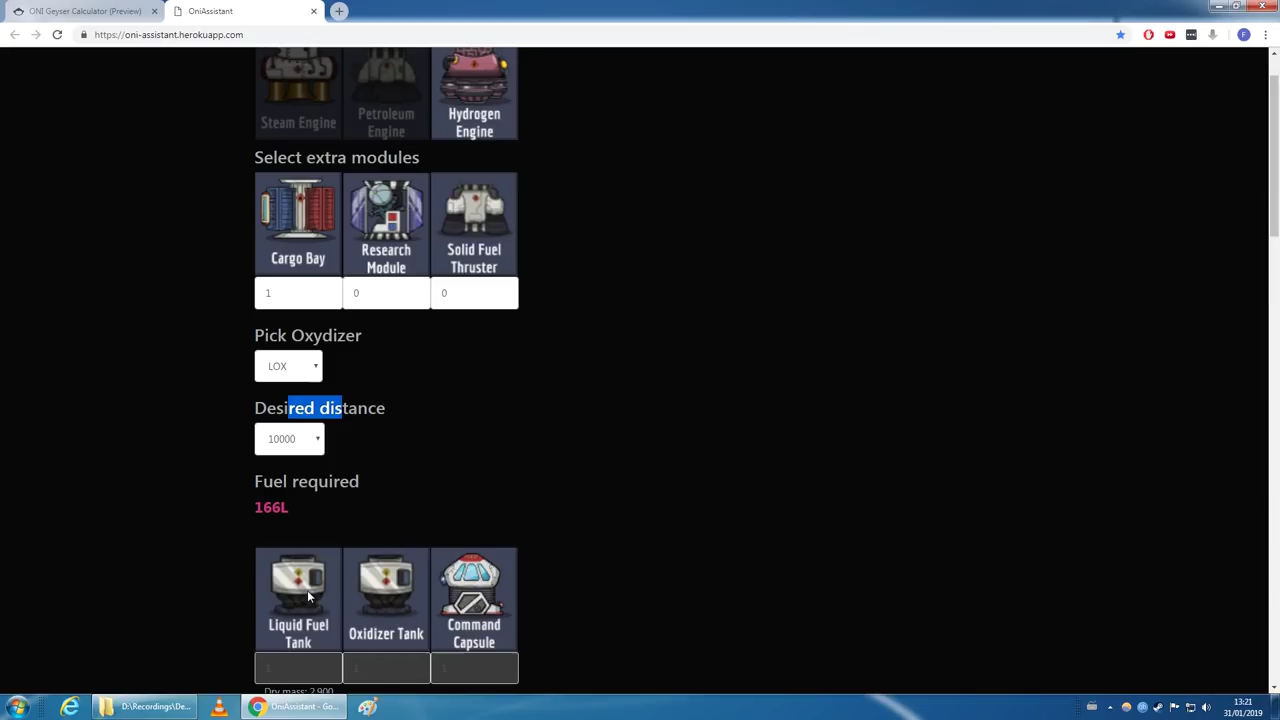 ONI Geyser Calculator (Preview)
OniAssistant
https://oni-assistant.herokuapp.com
F
Steam Engine
Petroleum
Engine
Hydrogen
Engine
Select extra modules
Cargo Bay
Research
Module
Solid Fuel
Thruster
1
0
0
Pick Oxydizer
LOX
Desired distance
10000
Fuel required
166L
Liquid Fuel
Tank
Oxidizer Tank
Command
Capsule
1
1
1
Dry mass: 2,900
D:\Recordings\De...
OniAssistant - Go...
13:21
31/01/2019